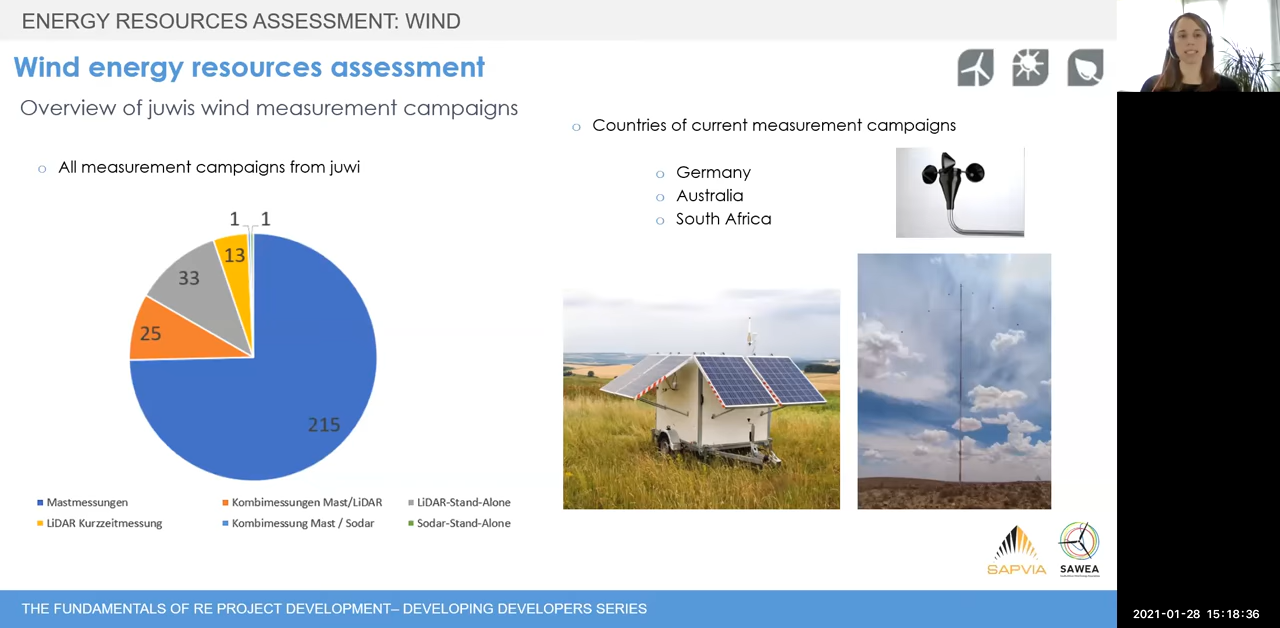 ENERGY RESOURCES ASSESSMENT: WIND
Wind energy resources assessment
Overview of juwis wind measurement campaigns
o All measurement campaigns from juwi
1 1
13
33
25
215
Mastmessungen
Kombimessungen Mast/LiDAR
LiDAR-Stand-Alone
LiDAR Kurzzeitmessung
Kombimessung Mast / Sodar
Sodar-Stand-Alone
o Countries of current measurement campaigns
o Germany
o Australia
o South Africa
SAPVIA
SAWEA
THE FUNDAMENTALS OF RE PROJECT DEVELOPMENT– DEVELOPING DEVELOPERS SERIES
2021-01-28 15:18:36